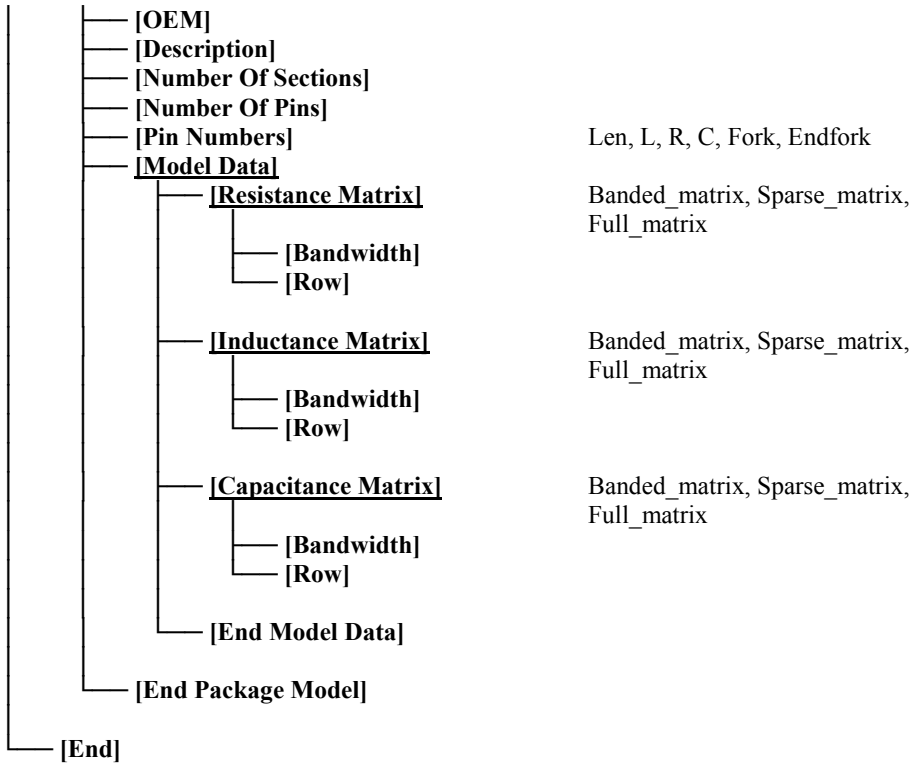 [OEM]
[Description]
[Number Of Sections]
[Number Of Pins]
[Pin Numbers] Len, L, R, C, Fork, Endfork
[Model Data]
[Resistance Matrix] Banded_matrix, Sparse_matrix,
Full_matrix
[Bandwidth]
[Row]
[Inductance Matrix] Banded_matrix, Sparse_matrix,
Full_matrix
[Bandwidth]
[Row]
[Capacitance Matrix] Banded_matrix, Sparse_matrix,
Full_matrix
[Bandwidth]
[Row]
[End Model Data]
[End Package Model]
[End]